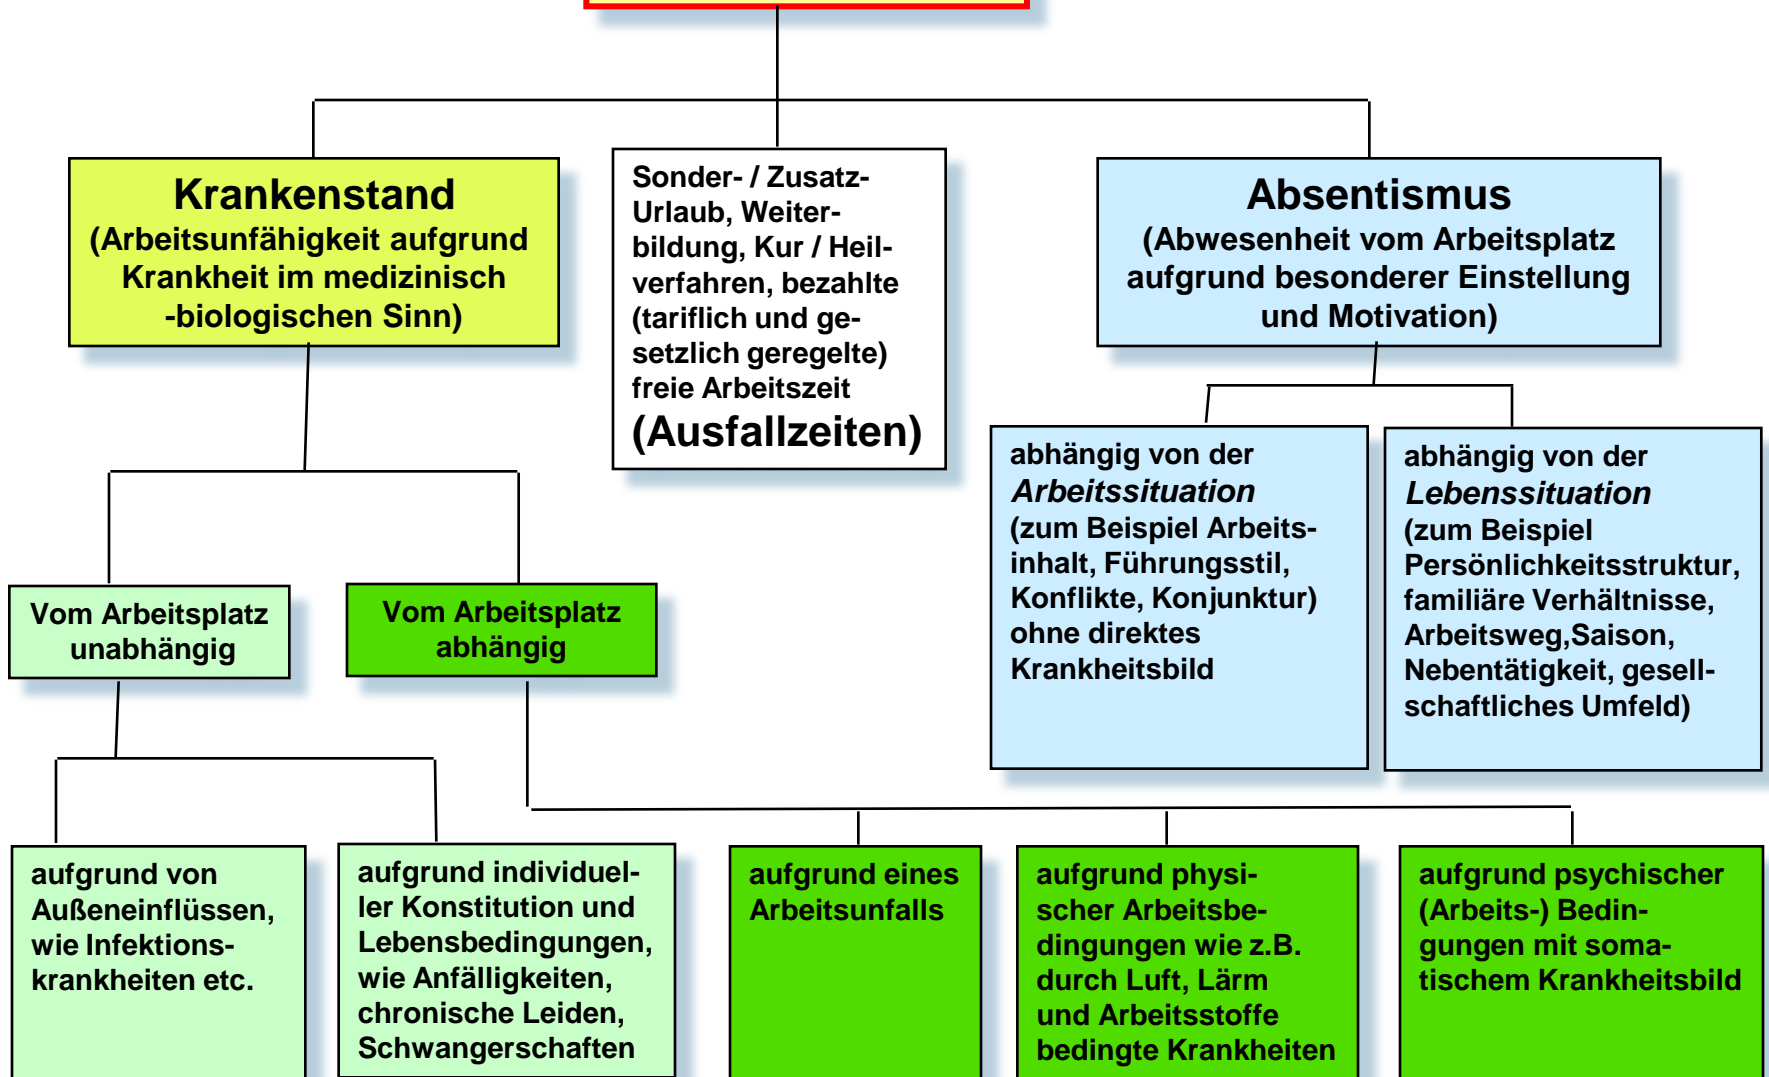 Krankenstand
(Arbeitsunfähigkeit aufgrund
Krankheit im medizinisch
-biologischen Sinn)
Sonder- / Zusatz-
Urlaub, Weiter-
bildung, Kur / Heil-
verfahren, bezahlte
(tariflich und ge-
setzlich geregelte)
freie Arbeitszeit
(Ausfallzeiten)
Absentismus
(Abwesenheit vom Arbeitsplatz
aufgrund besonderer Einstellung
und Motivation)
abhängig von der
Arbeitssituation
(zum Beispiel Arbeits-
inhalt, Führungsstil,
Konflikte, Konjunktur)
ohne direktes
Krankheitsbild
abhängig von der
Lebenssituation
(zum Beispiel
Persönlichkeitsstruktur,
familiäre Verhältnisse,
Arbeitsweg,Saison,
Nebentätigkeit, gesell-
schaftliches Umfeld)
Vom Arbeitsplatz
unabhängig
Vom Arbeitsplatz
abhängig
aufgrund von
Außeneinflüssen,
wie Infektions-
krankheiten etc.
aufgrund individuel-
ler Konstitution und
Lebensbedingungen,
wie Anfälligkeiten,
chronische Leiden,
Schwangerschaften
aufgrund eines
Arbeitsunfalls
aufgrund physi-
scher Arbeitsbe-
dingungen wie z.B.
durch Luft, Lärm
und Arbeitsstoffe
bedingte Krankheiten
aufgrund psychischer
(Arbeits-) Bedin-
gungen mit soma-
tischem Krankheitsbild